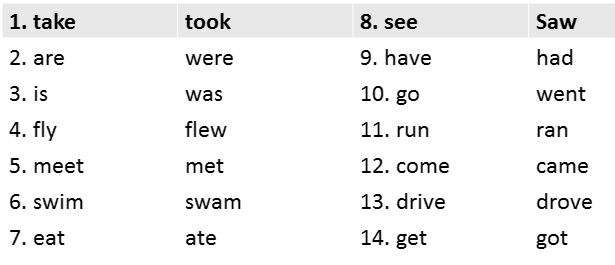 1. take took 8. see Saw
2. are were 9. have had
3. is was 10. go went
4. fly flew 11. run ran
5. meet met 12. come came
6. swim swam 13. drive drove
7. eat ate 14. get got